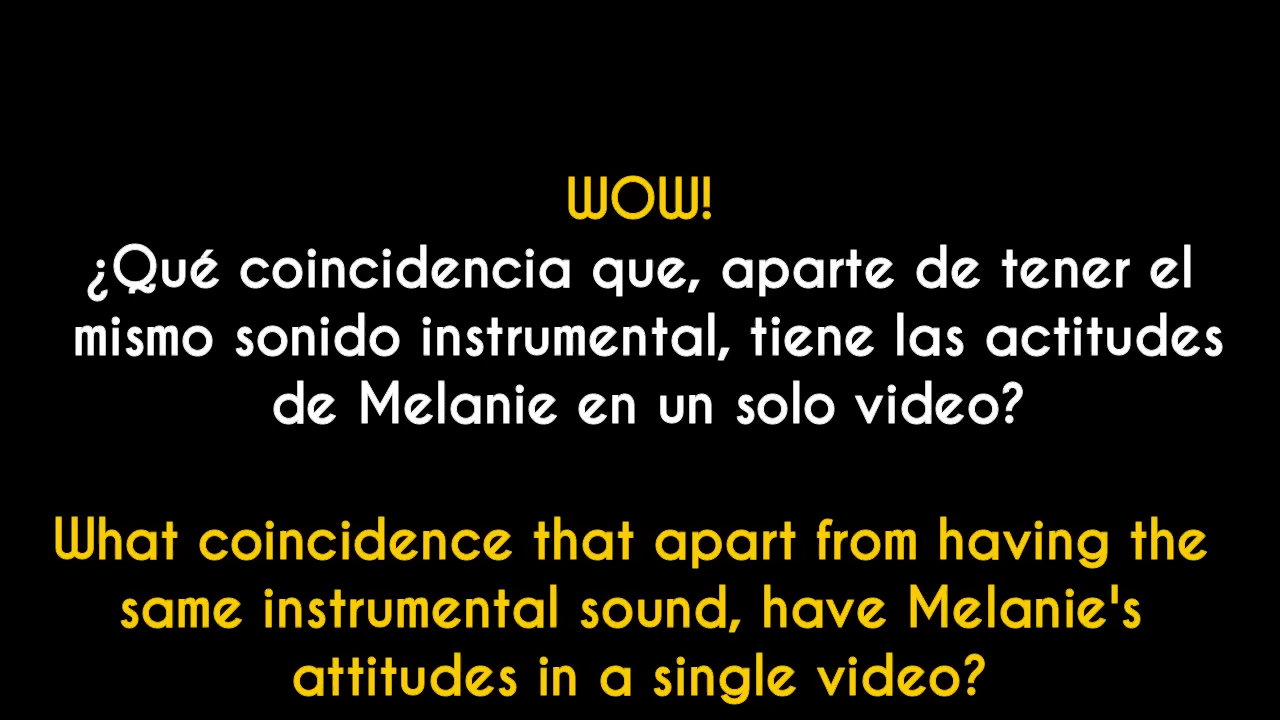 WOW!
¿Qué coincidencia que, aparte de tener el
mismo sonido instrumental, tiene las actitudes
de Melanie en un solo video?
What coincidence that apart from having the
same instrumental sound, have Melanie's
attitudes in a single video?